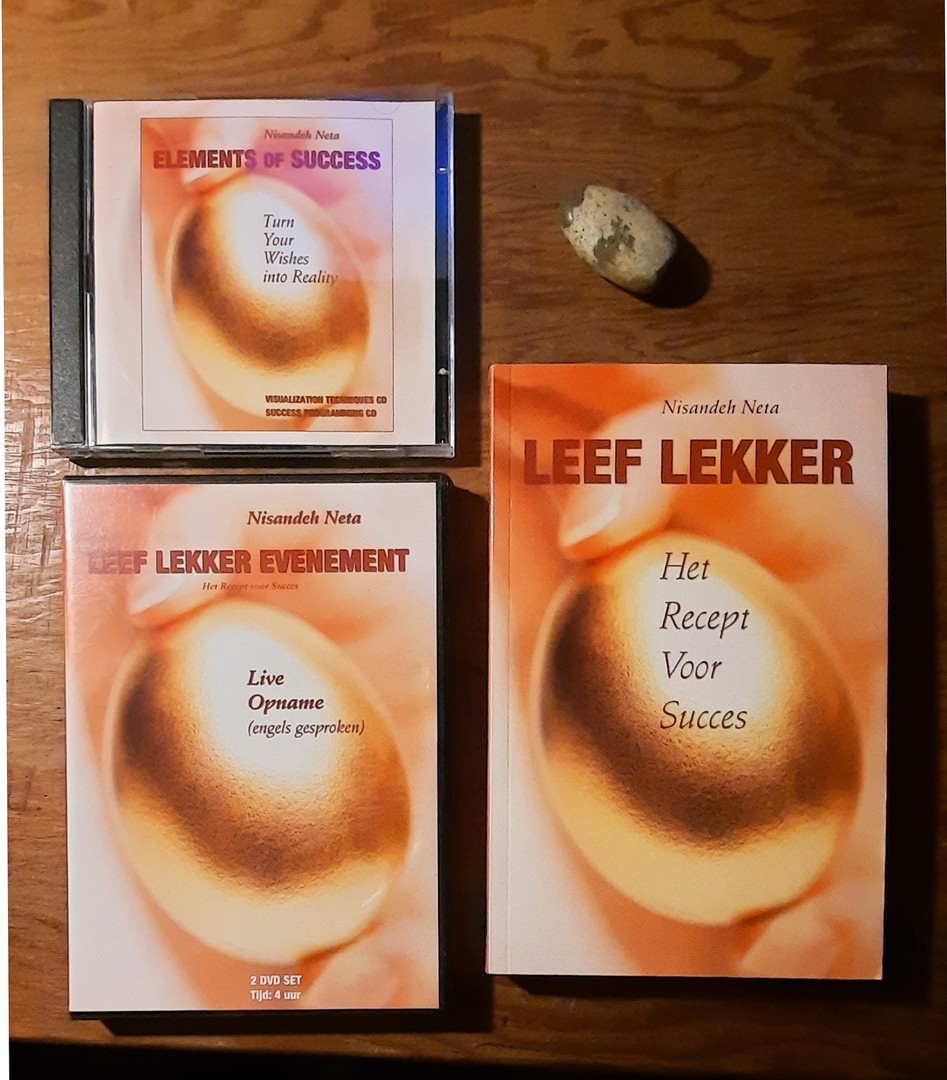 Nisandeh Neta
ELEMENTS OF SUCCESS
Turn
Your
Wishes
into Reality
VISUALIZATION TECHNIQUES CD
SUCCESS PROGRAMMING CD
Nisandeh Neta
LEEF LEKKER EVENEMENT
Het Recept voor Succes
Live
Opname
(engels gesproken)
2 DVD SET
Tijd: 4 uur
Nisandeh Neta
LEEF LEKKER
Het
Recept
Voor
Succes